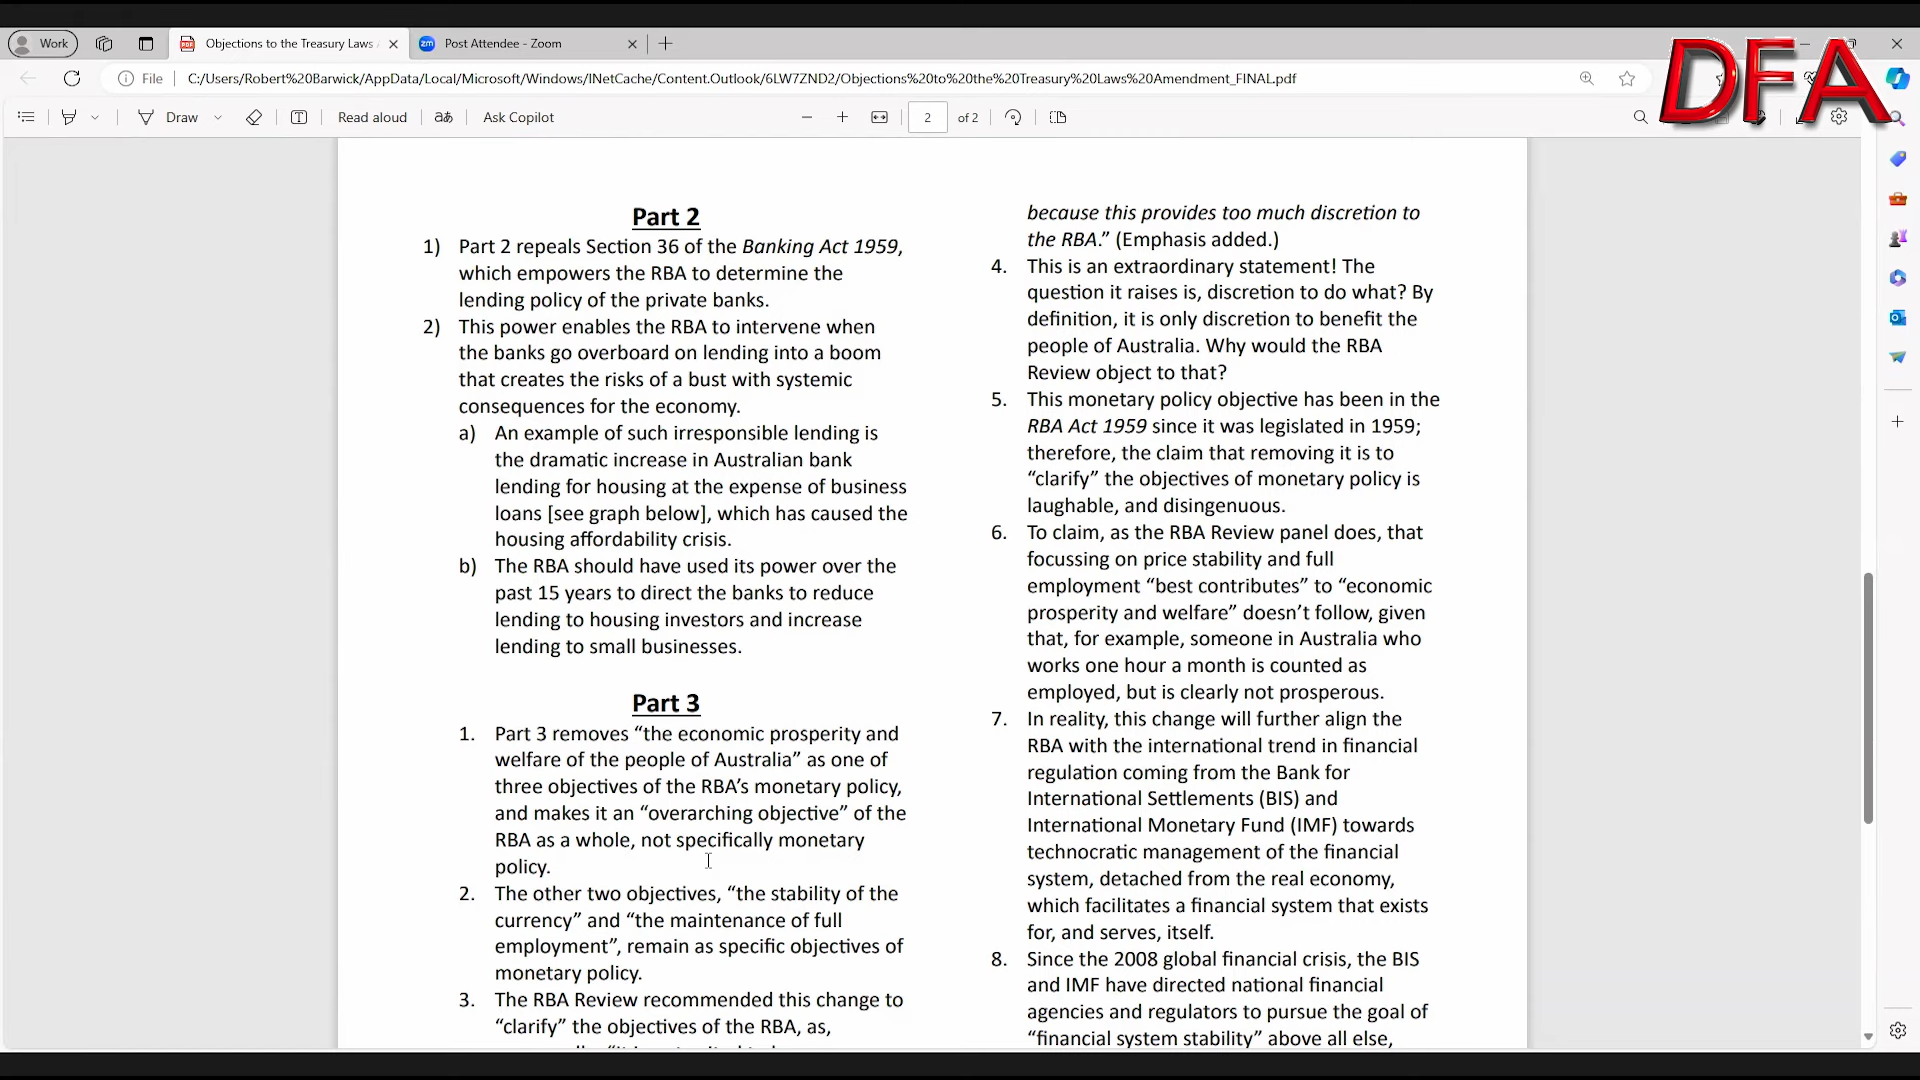 Work
Objections to the Treasury Laws
Post Attendee - Zoom
File
C:/Users/Robert%20Barwick/AppData/Local/Microsoft/Windows/INetCache/Content.Outlook/6LW7ZND2/Objections%20to%20the%20Treasury%20Laws%20Amendment_FINAL.pdf
DFA
Draw
Read aloud
Ask Copilot
2 of 2
Part 2
1) Part 2 repeals Section 36 of the Banking Act 1959,
which empowers the RBA to determine the
lending policy of the private banks.
2) This power enables the RBA to intervene when
the banks go overboard on lending into a boom
that creates the risks of a bust with systemic
consequences for the economy.
a) An example of such irresponsible lending is
the dramatic increase in Australian bank
lending for housing at the expense of business
loans [see graph below], which has caused the
housing affordability crisis.
b) The RBA should have used its power over the
past 15 years to direct the banks to reduce
lending to housing investors and increase
lending to small businesses.
Part 3
1. Part 3 removes “the economic prosperity and
welfare of the people of Australia” as one of
three objectives of the RBA’s monetary policy,
and makes it an “overarching objective” of the
RBA as a whole, not specifically monetary
policy.
2. The other two objectives, “the stability of the
currency” and “the maintenance of full
employment”, remain as specific objectives of
monetary policy.
3. The RBA Review recommended this change to
“clarify” the objectives of the RBA, as,
because this provides too much discretion to
the RBA.” (Emphasis added.)
4. This is an extraordinary statement! The
question it raises is, discretion to do what? By
definition, it is only discretion to benefit the
people of Australia. Why would the RBA
Review object to that?
5. This monetary policy objective has been in the
RBA Act 1959 since it was legislated in 1959;
therefore, the claim that removing it is to
“clarify” the objectives of monetary policy is
laughable, and disingenuous.
6. To claim, as the RBA Review panel does, that
focussing on price stability and full
employment “best contributes” to “economic
prosperity and welfare” doesn’t follow, given
that, for example, someone in Australia who
works one hour a month is counted as
employed, but is clearly not prosperous.
7. In reality, this change will further align the
RBA with the international trend in financial
regulation coming from the Bank for
International Settlements (BIS) and
International Monetary Fund (IMF) towards
technocratic management of the financial
system, detached from the real economy,
which facilitates a financial system that exists
for, and serves, itself.
8. Since the 2008 global financial crisis, the BIS
and IMF have directed national financial
agencies and regulators to pursue the goal of
“financial system stability” above all else,